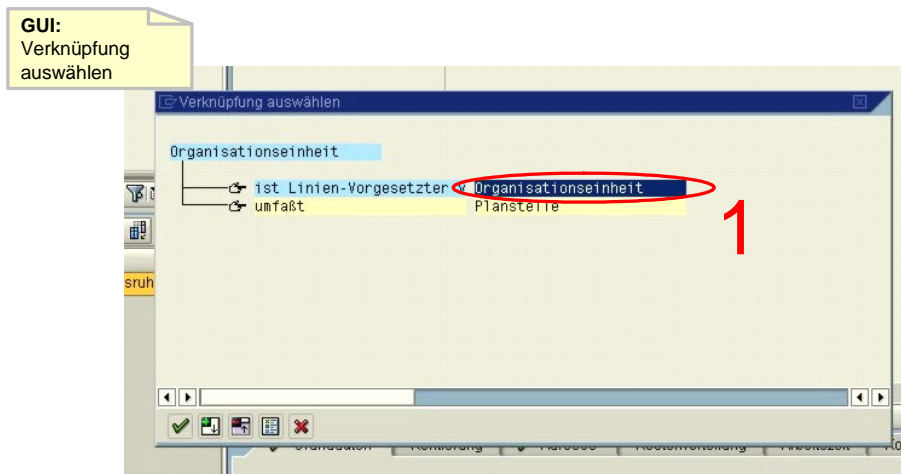 GUI:
Verknüpfung
auswählen
Verknüpfung auswählen
Organisationseinheit
ist Linien-Vorgesetzter v Organisationseinheit
umfaßt Planstelle
1
sruh